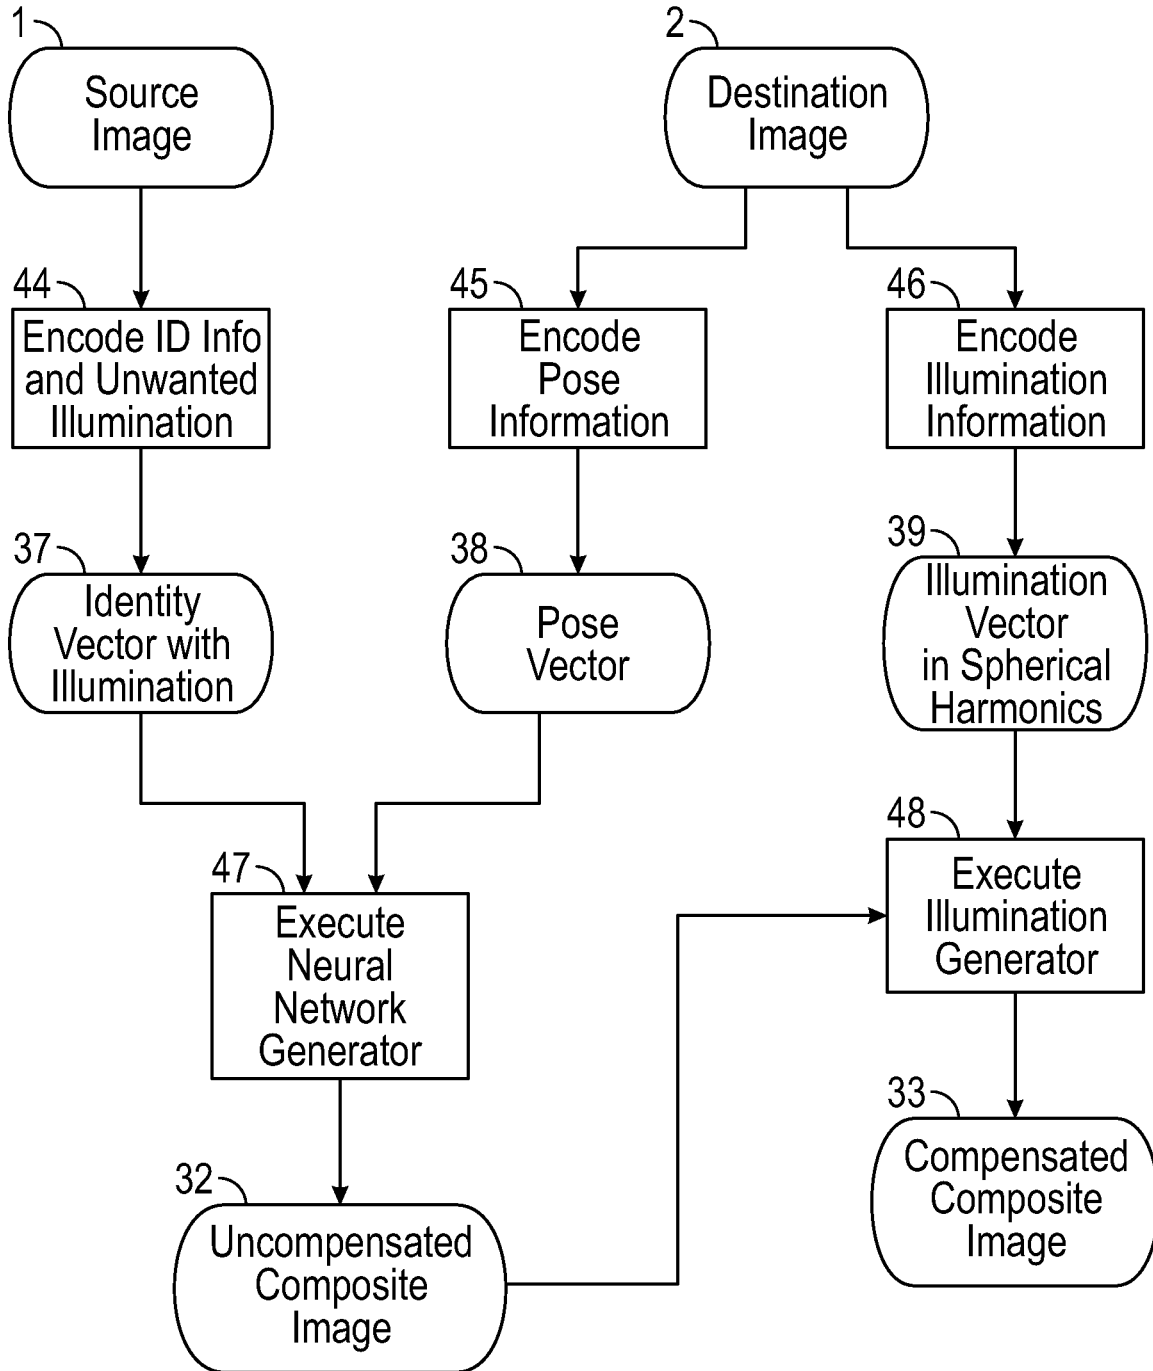 1
Source
Image
2
Destination
Image
44
Encode ID Info
and Unwanted
Illumination
45
Encode
Pose
Information
46
Encode
Illumination
Information
37
Identity
Vector with
Illumination
38
Pose
Vector
39
Illumination
Vector
in Spherical
Harmonics
47
Execute
Neural
Network
Generator
48
Execute
Illumination
Generator
32
Uncompensated
Composite
Image
33
Compensated
Composite
Image